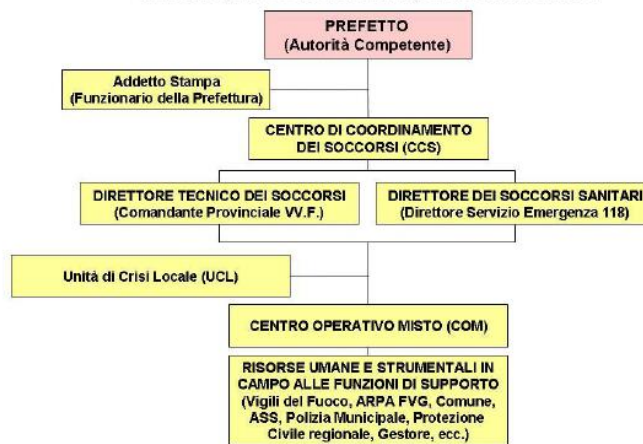 PREFETTO
(Autorità Competente)
Addetto Stampa
(Funzionario della Prefettura)
CENTRO DI COORDINAMENTO
DEI SOCCORSI (CCS)
DIRETTORE TECNICO DEI SOCCORSI
(Comandante Provinciale VV.F.)
DIRETTORE DEI SOCCORSI SANITARI
(Direttore Servizio Emergenza 118)
Unità di Crisi Locale (UCL)
CENTRO OPERATIVO MISTO (COM)
RISORSE UMANE E STRUMENTALI IN
CAMPO ALLE FUNZIONI DI SUPPORTO
(Vigili del Fuoco, ARPA FVG, Comune,
ASS, Polizia Municipale, Protezione
Civile regionale, Gestore, ecc.)